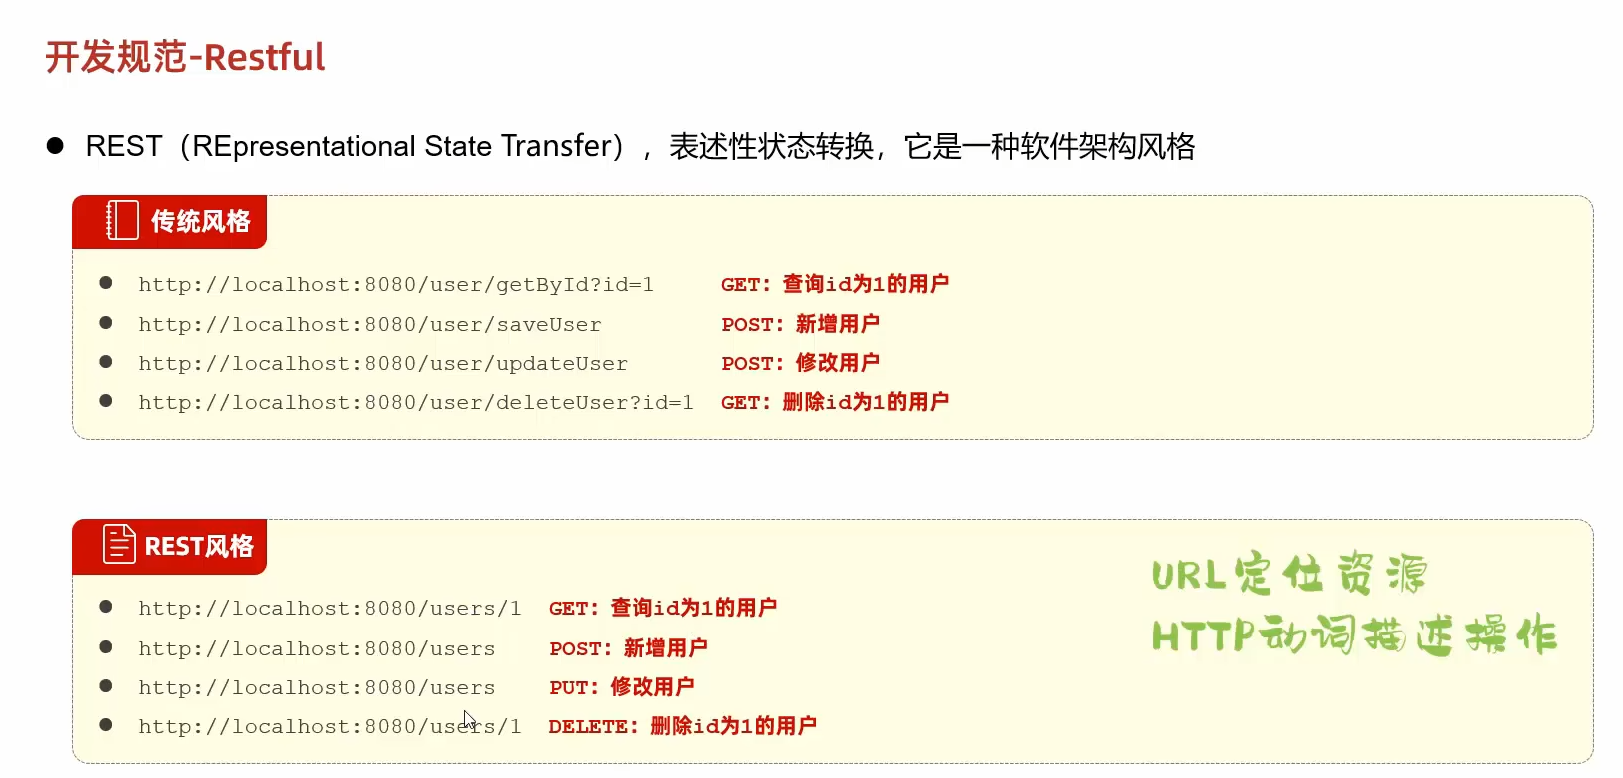 开发规范-Restful
REST（REpresentational State Transfer），表述性状态转换，它是一种软件架构风格
传统风格
http://localhost:8080/user/getById?id=1 GET：查询id为1的用户
http://localhost:8080/user/saveUser POST：新增用户
http://localhost:8080/user/updateUser POST：修改用户
http://localhost:8080/user/deleteUser?id=1 GET：删除id为1的用户
REST风格
URL定位资源
HTTP动词描述操作
http://localhost:8080/users/1 GET：查询id为1的用户
http://localhost:8080/users POST：新增用户
http://localhost:8080/users PUT：修改用户
http://localhost:8080/users/1 DELETE：删除id为1的用户